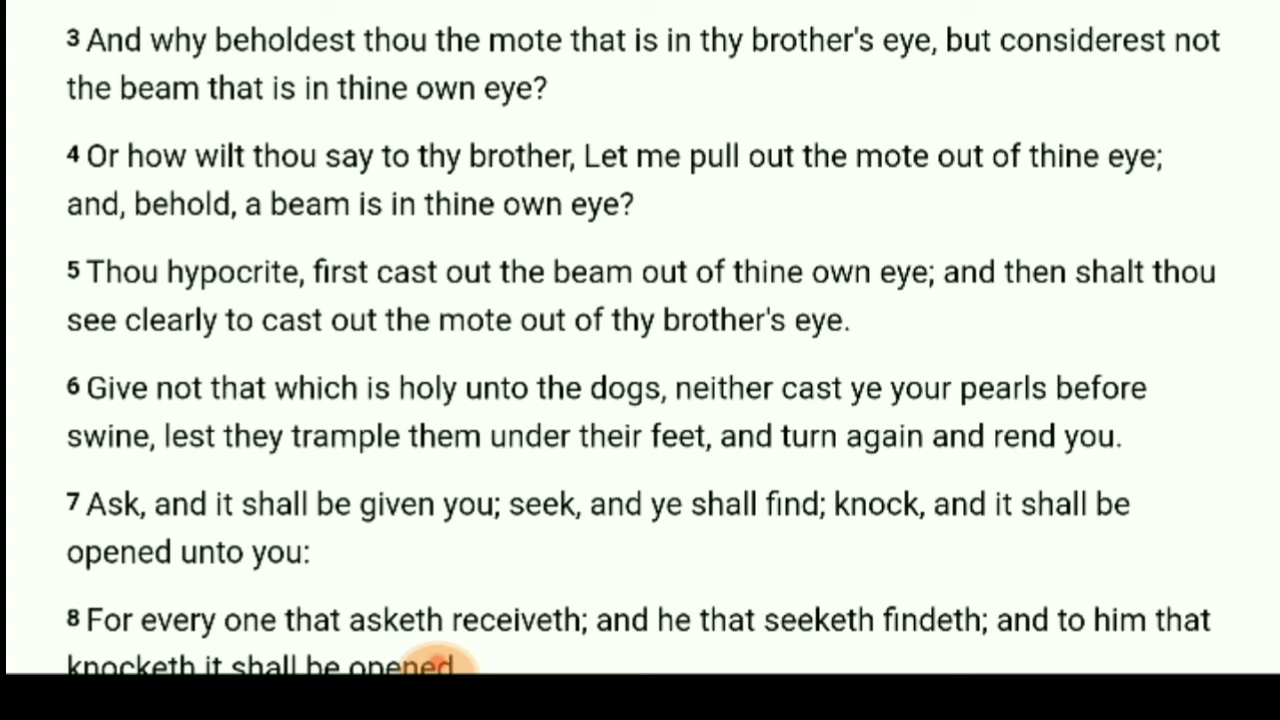 3 And why beholdest thou the mote that is in thy brother's eye, but considerest not
the beam that is in thine own eye?
4 Or how wilt thou say to thy brother, Let me pull out the mote out of thine eye;
and, behold, a beam is in thine own eye?
5 Thou hypocrite, first cast out the beam out of thine own eye; and then shalt thou
see clearly to cast out the mote out of thy brother's eye.
6 Give not that which is holy unto the dogs, neither cast ye your pearls before
swine, lest they trample them under their feet, and turn again and rend you.
7 Ask, and it shall be given you; seek, and ye shall find; knock, and it shall be
opened unto you:
8 For every one that asketh receiveth; and he that seeketh findeth; and to him that
knocketh it shall be opened